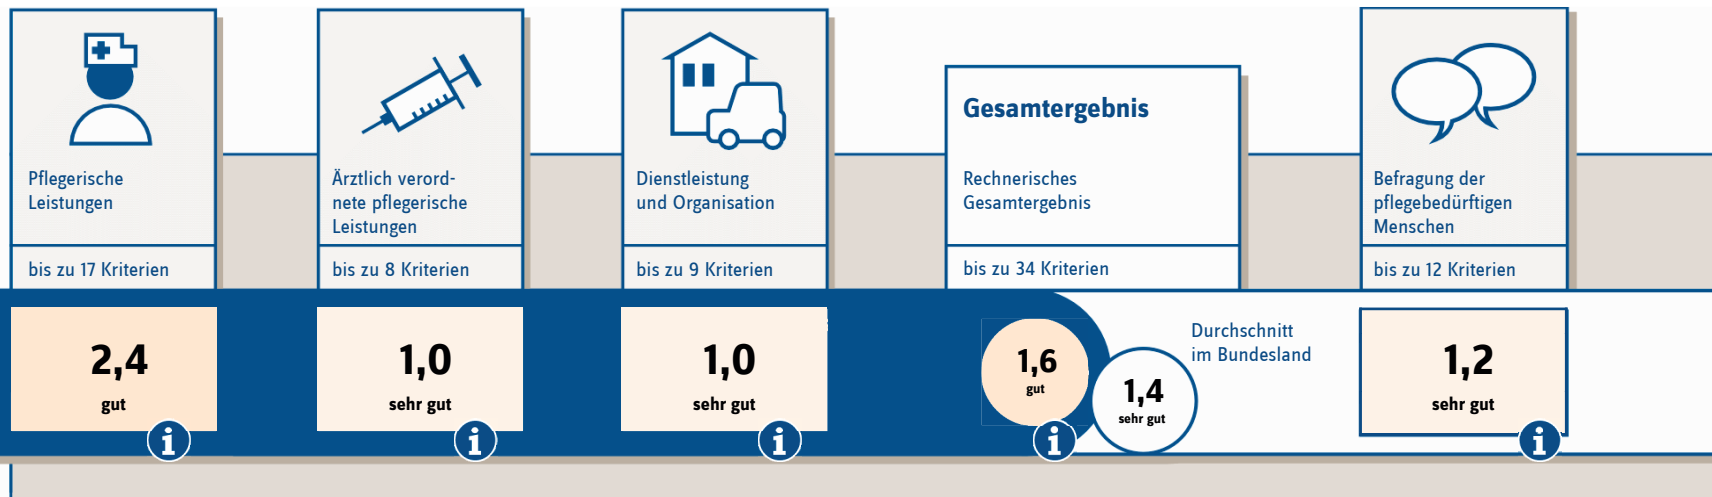 Pflegerische
Leistungen
bis zu 17 Kriterien
2,4
gut
Ärztlich verord-
nete pflegerische
Leistungen
bis zu 8 Kriterien
1,0
sehr gut
Dienstleistung
und Organisation
bis zu 9 Kriterien
1,0
sehr gut
Gesamtergebnis
Rechnerisches
Gesamtergebnis
bis zu 34 Kriterien
1,6
gut
1,4
sehr gut
Durchschnitt
im Bundesland
Befragung der
pflegebedürftigen
Menschen
bis zu 12 Kriterien
1,2
sehr gut